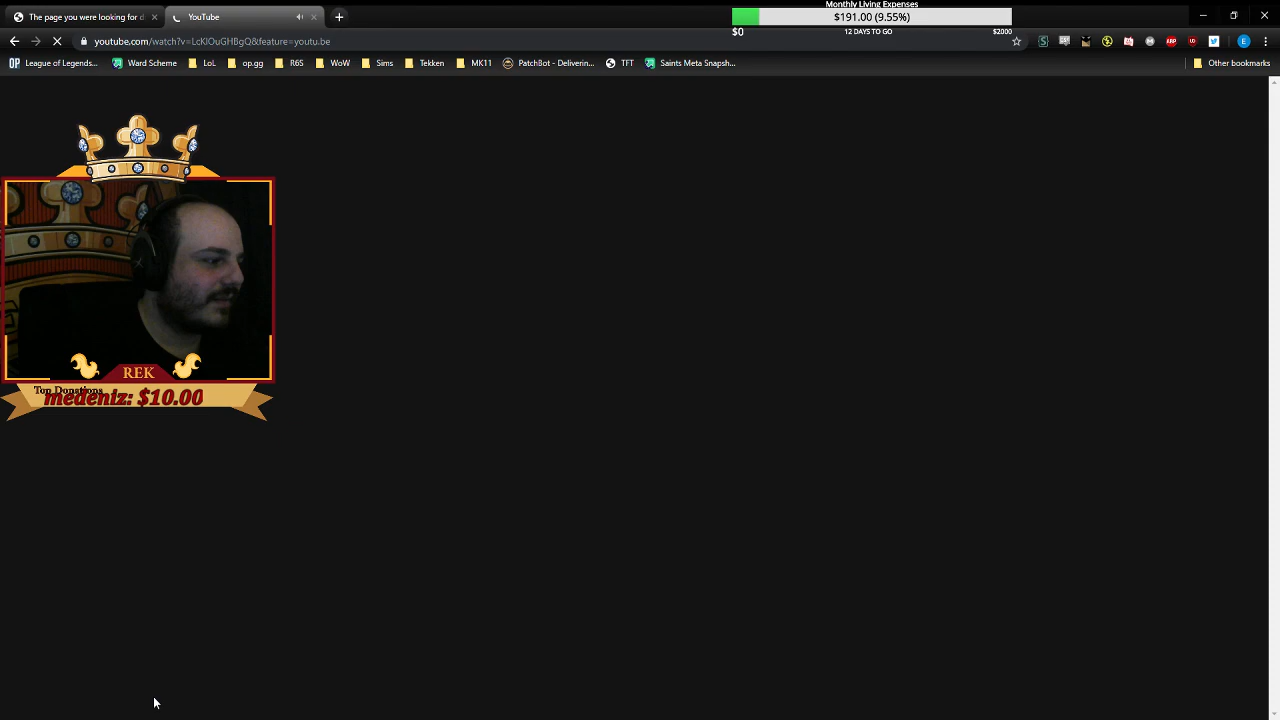 Monthly Living Expenses
The page you were looking for d
YouTube
$191.00 (9.55%)
$0
12 DAYS TO GO
$2000
youtube.com/watch?v=LcKlOuGHBgQ&feature=youtu.be
League of Legends...
Ward Scheme
LoL
op.gg
R6S
WoW
Sims
Tekken
MK11
PatchBot - Deliverin...
TFT
Saints Meta Snapsh...
Other bookmarks
REK
Top Donations
medeniz: $10.00